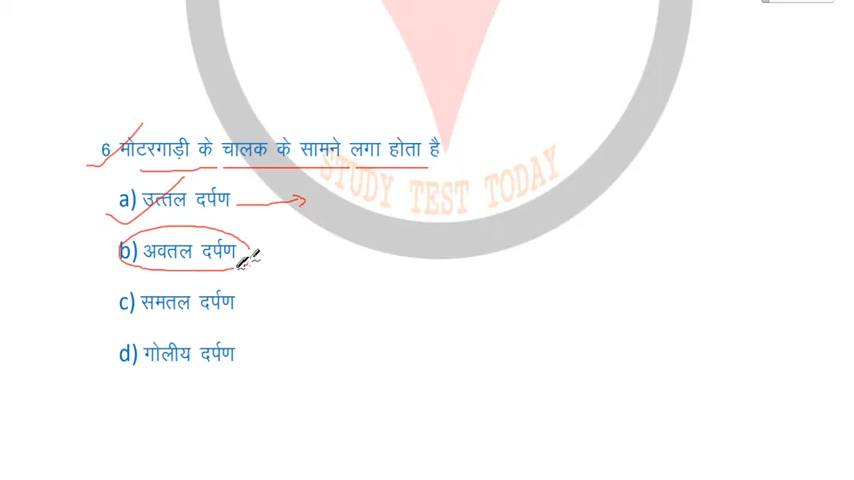 6 मोटरगाड़ी के चालक के सामने लगा होता है
STUDY TEST TODAY
a) उत्तल दर्पण
b) अवतल दर्पण
c) समतल दर्पण
d) गोलीय दर्पण